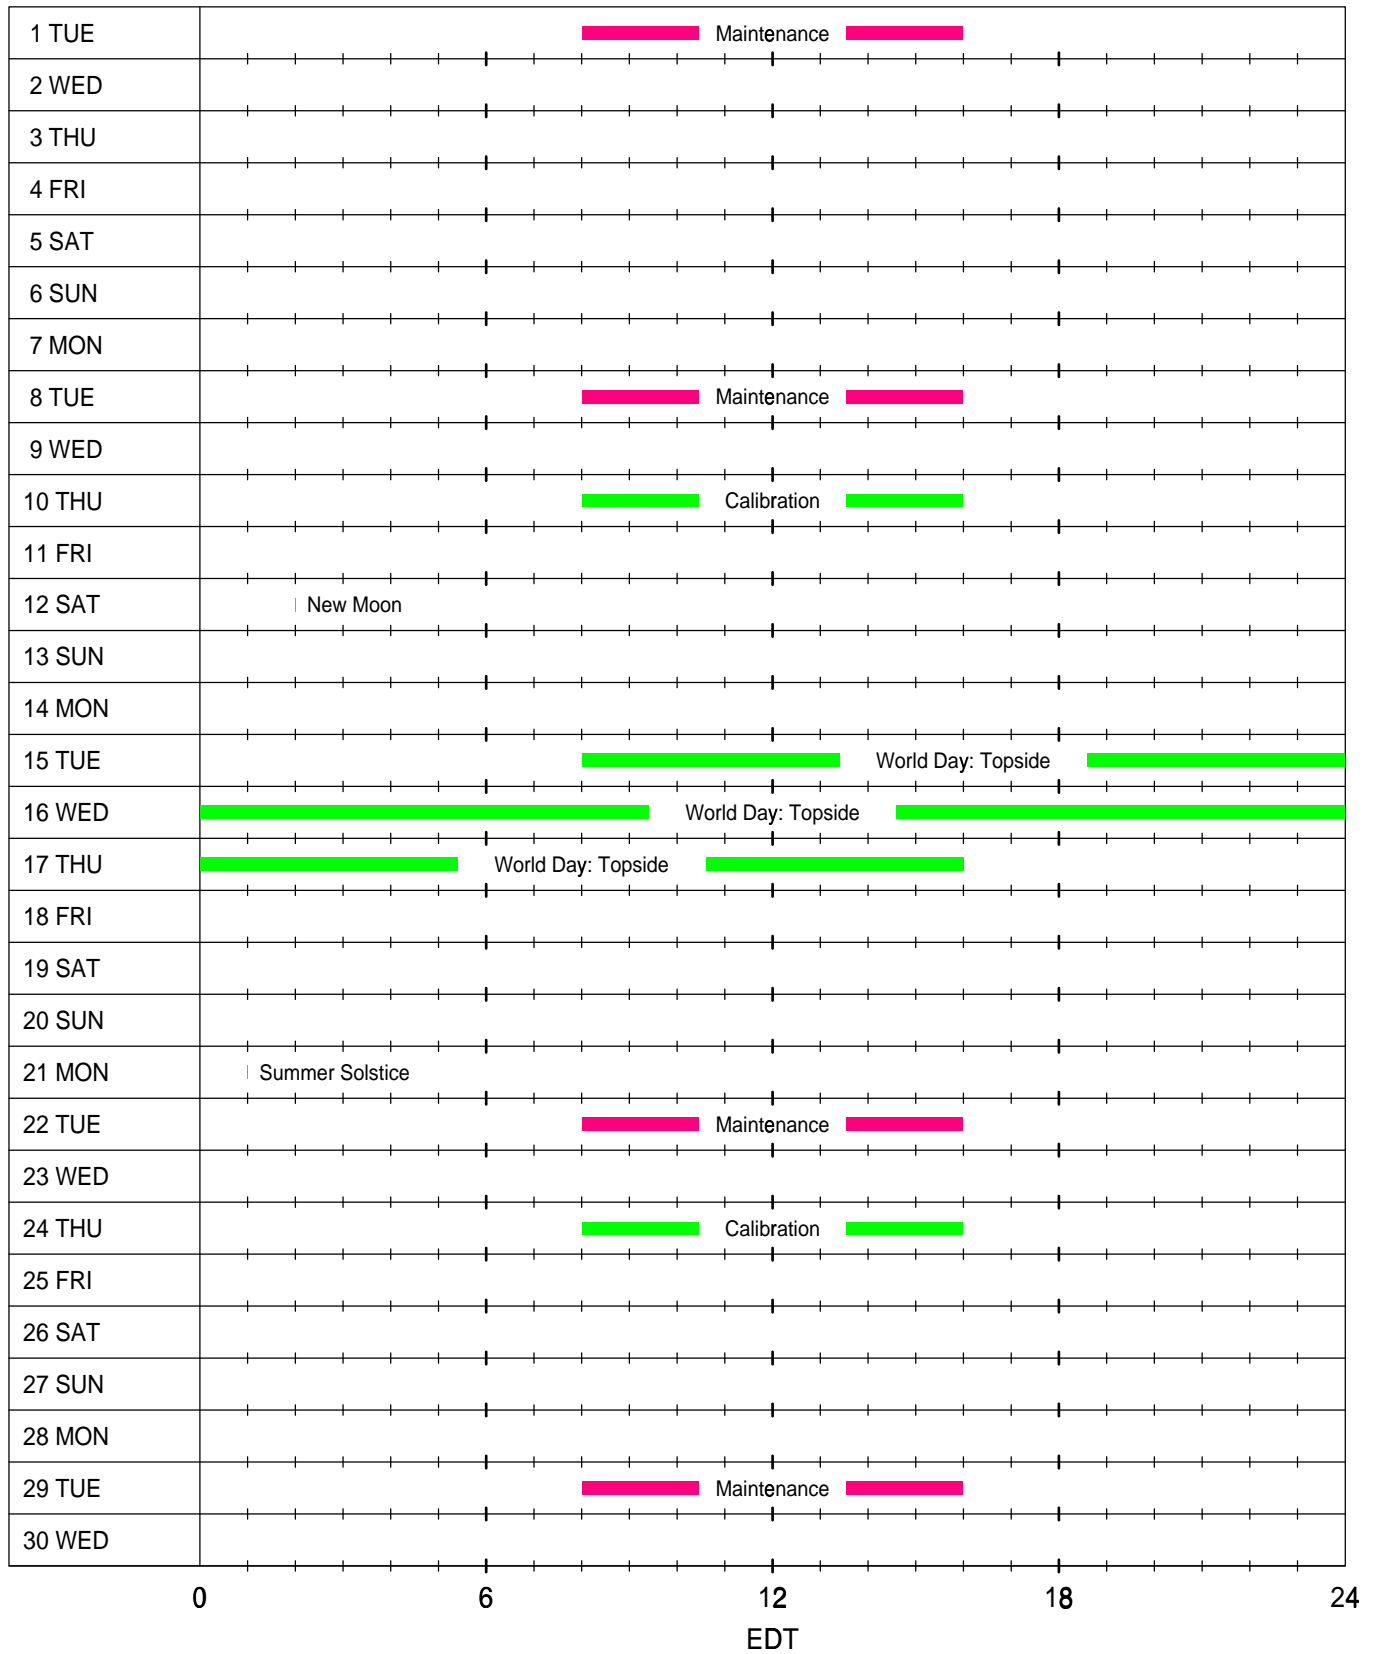 1 TUE Maintenance
2 WED
3 THU
4 FRI
5 SAT
6 SUN
7 MON
8 TUE Maintenance
9 WED
10 THU Calibration
11 FRI
12 SAT New Moon
13 SUN
14 MON
15 TUE World Day: Topside
16 WED World Day: Topside
17 THU World Day: Topside
18 FRI
19 SAT
20 SUN
21 MON Summer Solstice
22 TUE Maintenance
23 WED
24 THU Calibration
25 FRI
26 SAT
27 SUN
28 MON
29 TUE Maintenance
30 WED
0 6 12 18 24
EDT